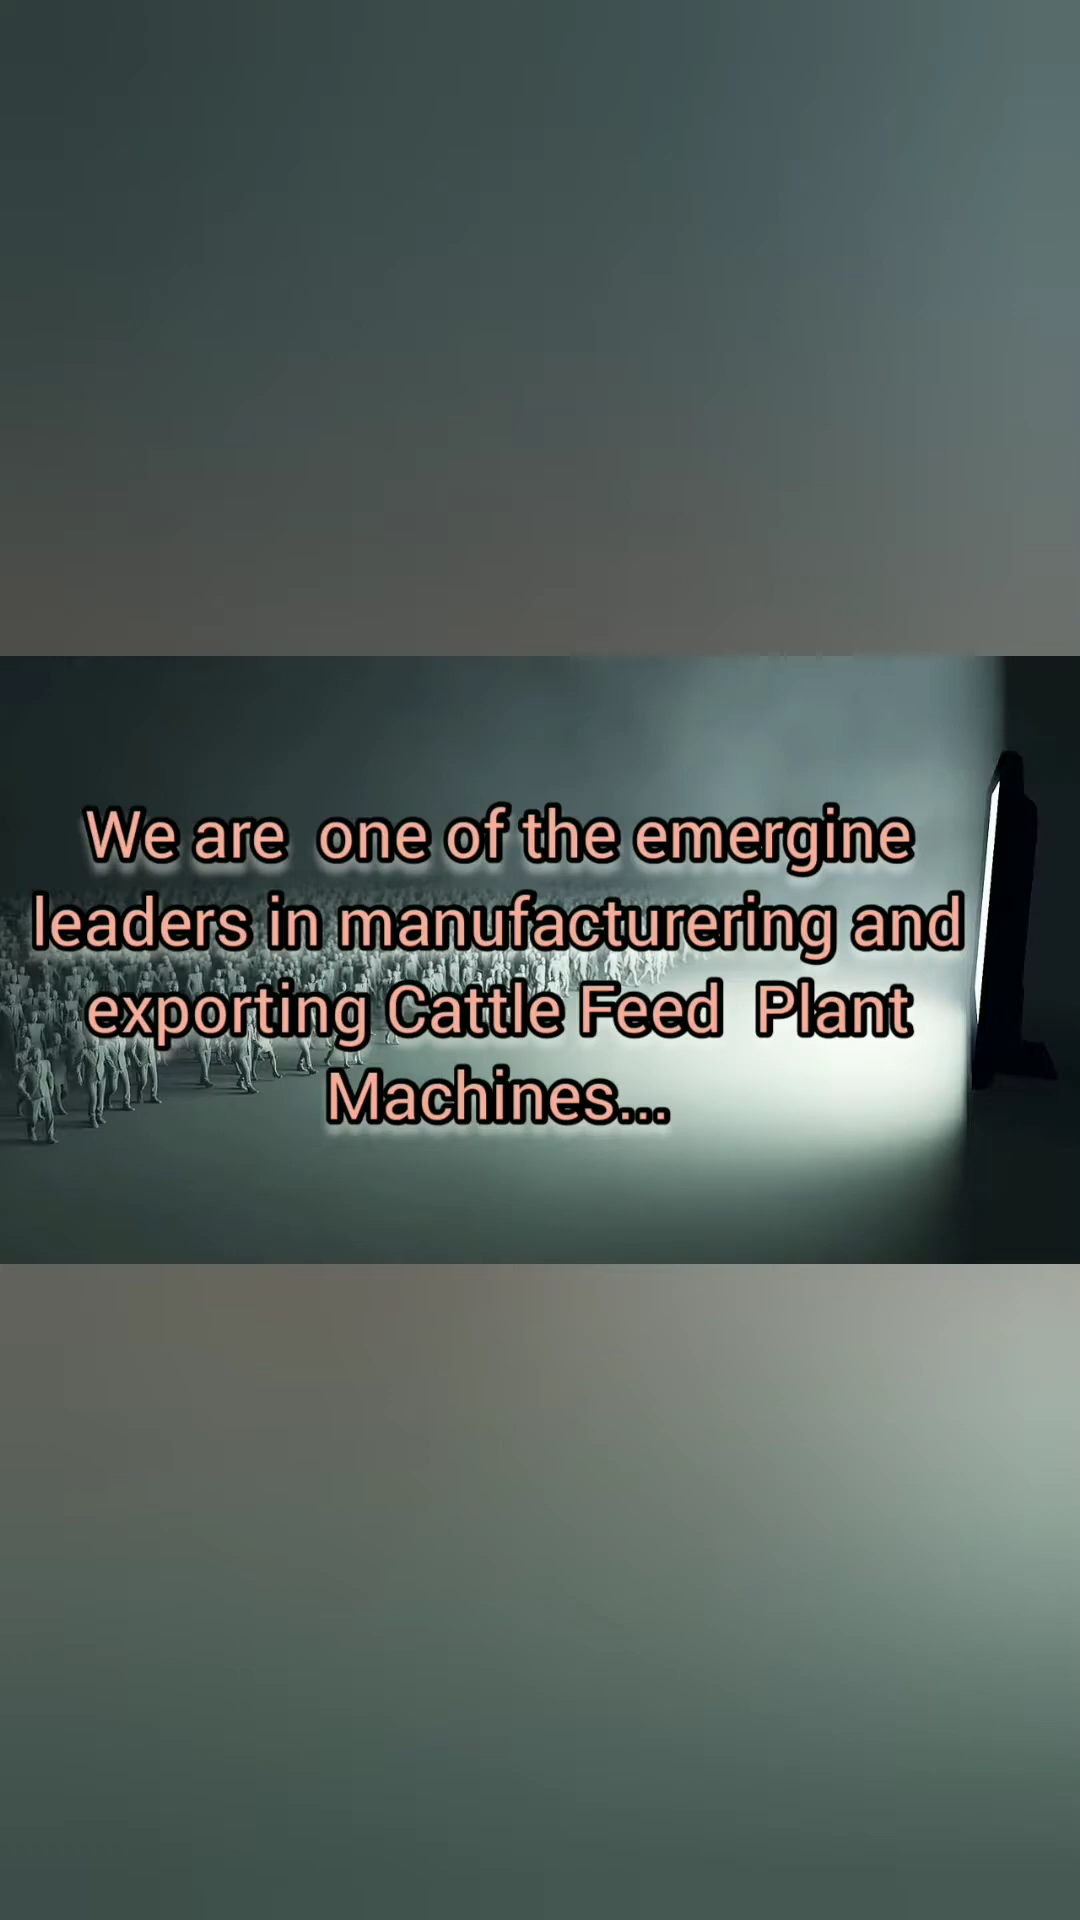 We are  one of the emergine
leaders in manufacturering and
exporting Cattle Feed  Plant
Machines...